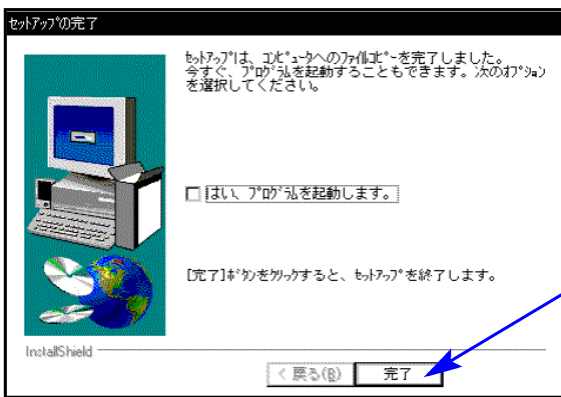 ｾｯﾄｱｯﾌﾟの完了
ｾｯﾄｱｯﾌﾟは、ｺﾝﾋﾟｭｰﾀへのﾌｧｲﾙｺﾋﾟｰを完了しました。
今すぐ、ﾌﾟﾛｸﾞﾗﾑを起動することもできます。次のｵﾌﾟｼｮﾝ
を選択してください。
はい、ﾌﾟﾛｸﾞﾗﾑを起動します。
[完了]ﾎﾞﾀﾝをｸﾘｯｸすると、ｾｯﾄｱｯﾌﾟを終了します。
InstallShield
< 戻る(B)
完了